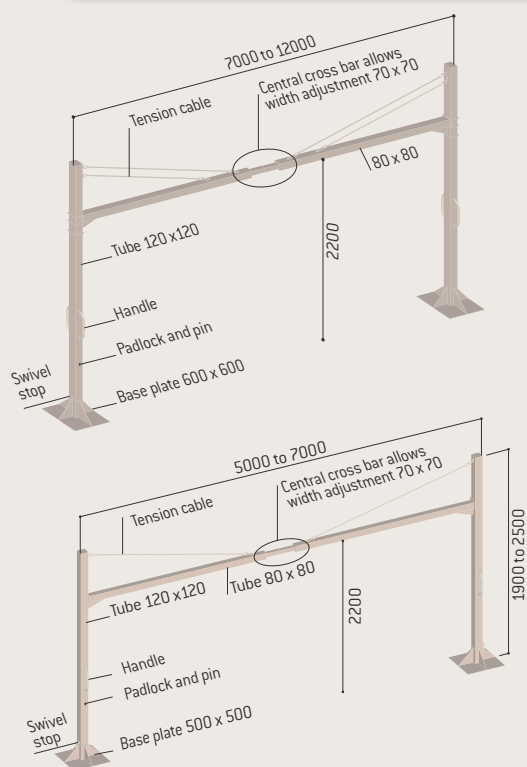 7000 to 12000
Central cross bar allows
width adjustment 70 x 70
Tension cable
80 x 80
Tube 120 x120
2200
Handle
Padlock and pin
Swivel
stop
Base plate 600 x 600
5000 to 7000
Central cross bar allows
width adjustment 70 x 70
Tension cable
Tube 80 x 80
Tube 120 x120
2200
1900 to 2500
Handle
Padlock and pin
Swivel
stop
Base plate 500 x 500